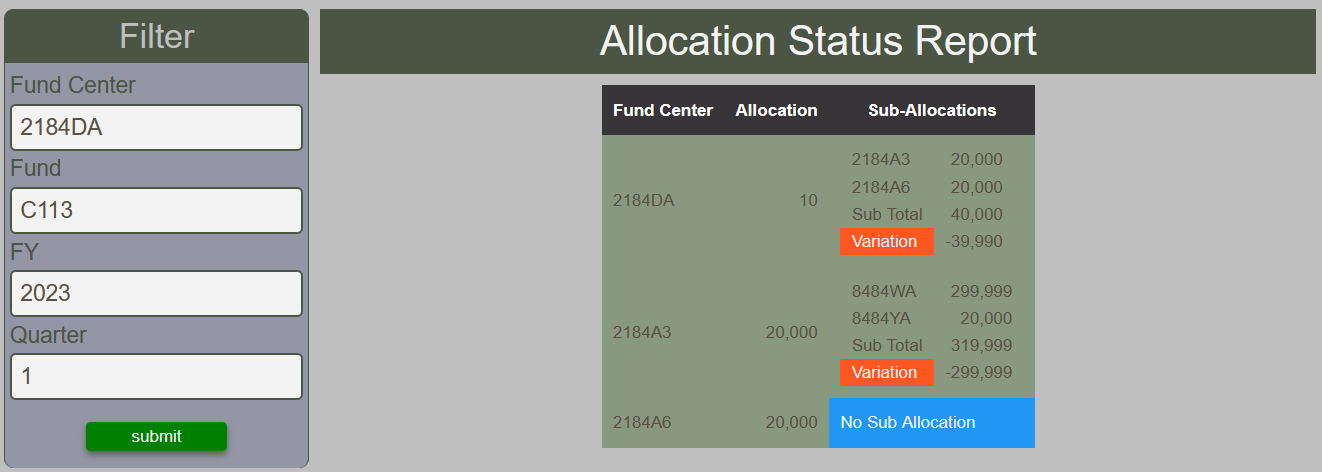 Filter
Fund Center
2184DA
Fund
C113
FY
2023
Quarter
1
submit
Allocation Status Report
Fund Center Allocation Sub-Allocations
2184DA 10
2184A3 20,000
2184A6 20,000
Sub Total 40,000
Variation -39,990
2184A3 20,000
8484WA 299,999
8484YA 20,000
Sub Total 319,999
Variation -299,999
2184A6 20,000 No Sub Allocation